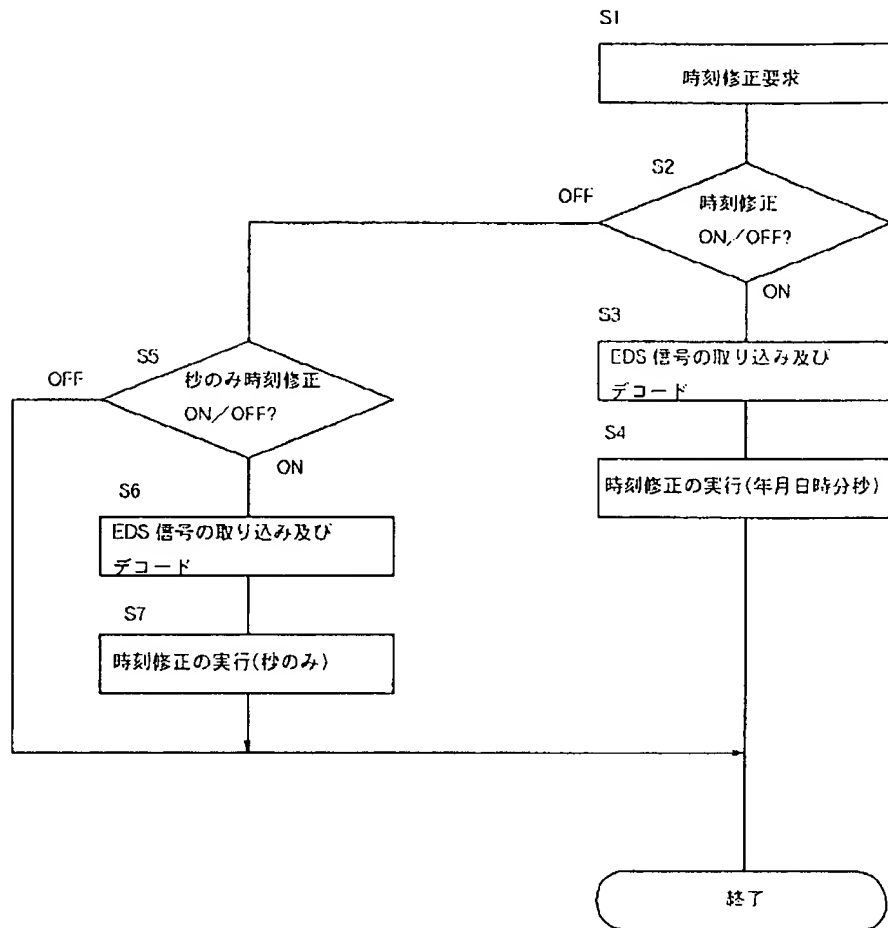 S1
時刻修正要求
S2
時刻修正
ON/OFF?
OFF
ON
S3
EDS 信号の取り込み及び
デコード
S4
時刻修正の実行(年月日時分秒)
S5
秒のみ時刻修正
ON/OFF?
OFF
ON
S6
EDS 信号の取り込み及び
デコード
S7
時刻修正の実行(秒のみ)
終了